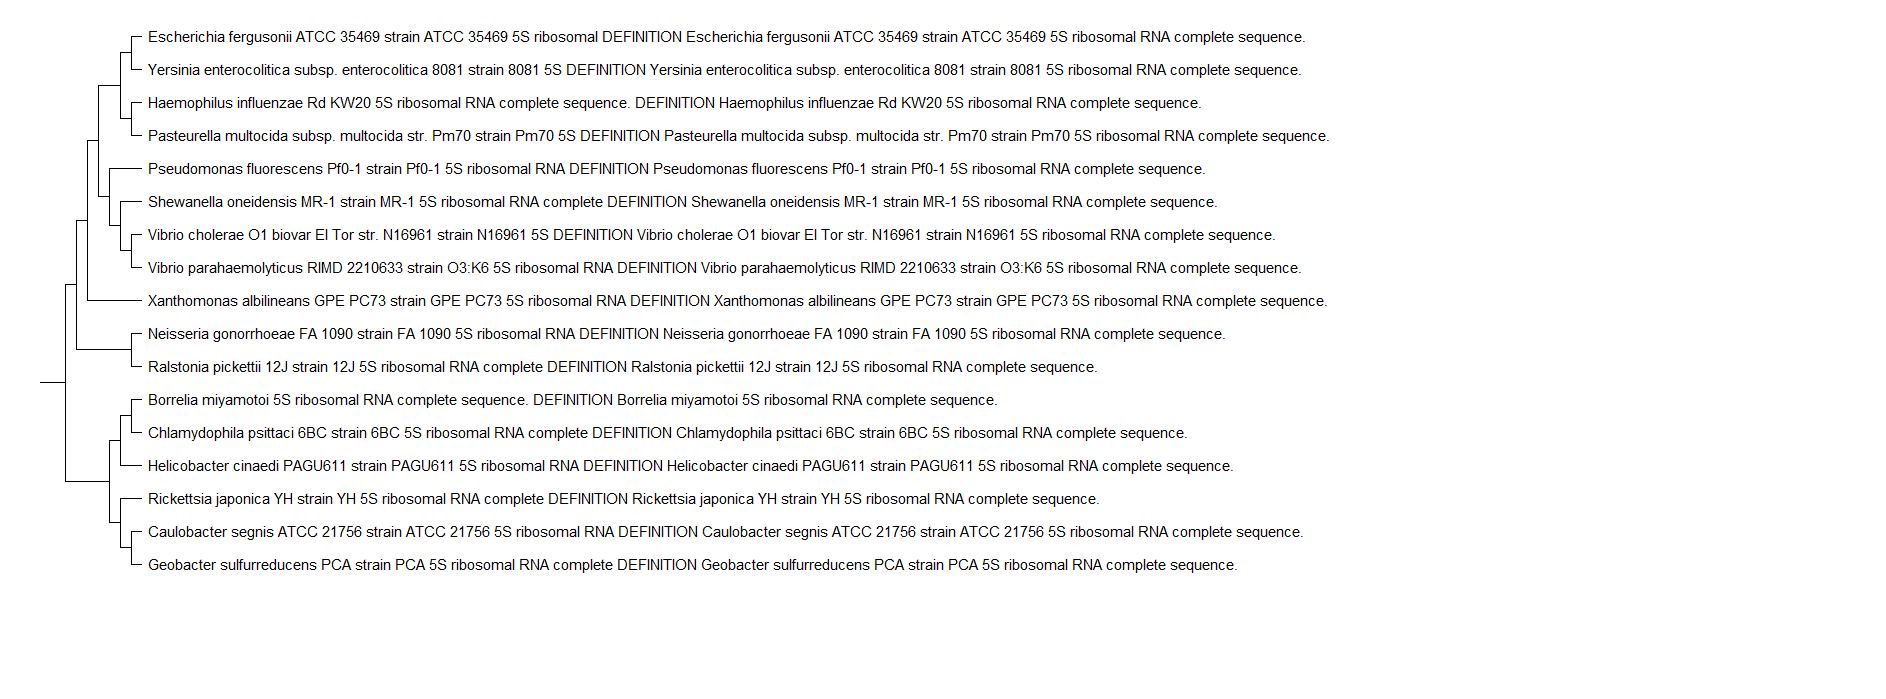 Escherichia fergusonii ATCC 35469 strain ATCC 35469 5S ribosomal DEFINITION Escherichia fergusonii ATCC 35469 strain ATCC 35469 5S ribosomal RNA complete sequence.
Yersinia enterocolitica subsp. enterocolitica 8081 strain 8081 5S DEFINITION Yersinia enterocolitica subsp. enterocolitica 8081 strain 8081 5S ribosomal RNA complete sequence.
Haemophilus influenzae Rd KW20 5S ribosomal RNA complete sequence. DEFINITION Haemophilus influenzae Rd KW20 5S ribosomal RNA complete sequence.
Pasteurella multocida subsp. multocida str. Pm70 strain Pm70 5S DEFINITION Pasteurella multocida subsp. multocida str. Pm70 strain Pm70 5S ribosomal RNA complete sequence.
Pseudomonas fluorescens Pf0-1 strain Pf0-1 5S ribosomal RNA DEFINITION Pseudomonas fluorescens Pf0-1 strain Pf0-1 5S ribosomal RNA complete sequence.
Shewanella oneidensis MR-1 strain MR-1 5S ribosomal RNA complete DEFINITION Shewanella oneidensis MR-1 strain MR-1 5S ribosomal RNA complete sequence.
Vibrio cholerae O1 biovar El Tor str. N16961 strain N16961 5S DEFINITION Vibrio cholerae O1 biovar El Tor str. N16961 strain N16961 5S ribosomal RNA complete sequence.
Vibrio parahaemolyticus RIMD 2210633 strain O3:K6 5S ribosomal RNA DEFINITION Vibrio parahaemolyticus RIMD 2210633 strain O3:K6 5S ribosomal RNA complete sequence.
Xanthomonas albilineans GPE PC73 strain GPE PC73 5S ribosomal RNA DEFINITION Xanthomonas albilineans GPE PC73 strain GPE PC73 5S ribosomal RNA complete sequence.
Neisseria gonorrhoeae FA 1090 strain FA 1090 5S ribosomal RNA DEFINITION Neisseria gonorrhoeae FA 1090 strain FA 1090 5S ribosomal RNA complete sequence.
Ralstonia pickettii 12J strain 12J 5S ribosomal RNA complete DEFINITION Ralstonia pickettii 12J strain 12J 5S ribosomal RNA complete sequence.
Borrelia miyamotoi 5S ribosomal RNA complete sequence. DEFINITION Borrelia miyamotoi 5S ribosomal RNA complete sequence.
Chlamydophila psittaci 6BC strain 6BC 5S ribosomal RNA complete DEFINITION Chlamydophila psittaci 6BC strain 6BC 5S ribosomal RNA complete sequence.
Helicobacter cinaedi PAGU611 strain PAGU611 5S ribosomal RNA DEFINITION Helicobacter cinaedi PAGU611 strain PAGU611 5S ribosomal RNA complete sequence.
Rickettsia japonica YH strain YH 5S ribosomal RNA complete DEFINITION Rickettsia japonica YH strain YH 5S ribosomal RNA complete sequence.
Caulobacter segnis ATCC 21756 strain ATCC 21756 5S ribosomal RNA DEFINITION Caulobacter segnis ATCC 21756 strain ATCC 21756 5S ribosomal RNA complete sequence.
Geobacter sulfurreducens PCA strain PCA 5S ribosomal RNA complete DEFINITION Geobacter sulfurreducens PCA strain PCA 5S ribosomal RNA complete sequence.